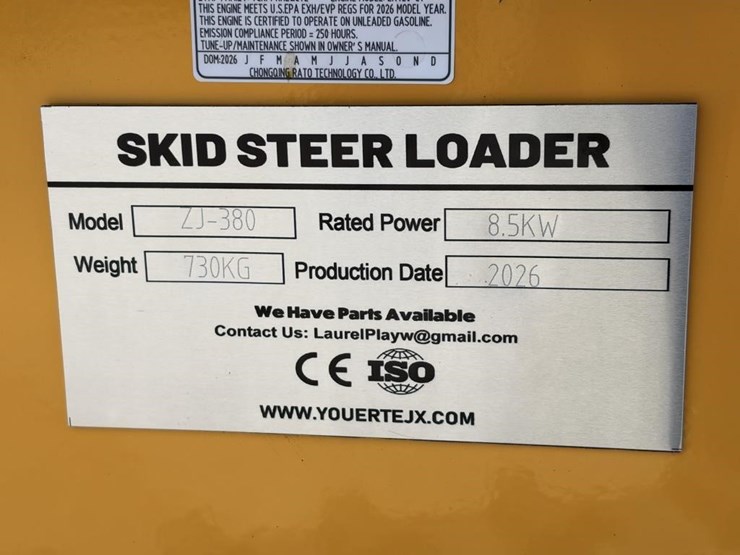 THIS ENGINE MEETS U.S.EPA EXH/EVP REGS FOR 2026 MODEL YEAR.
THIS ENGINE IS CERTIFIED TO OPERATE ON UNLEADED GASOLINE.
EMISSION COMPLIANCE PERIOD = 250 HOURS.
TUNE-UP/MAINTENANCE SHOWN IN OWNER'S MANUAL.
DOM:2026 J F M A M J J A S O N D
CHONGQING RATO TECHNOLOGY CO., LTD.
SKID STEER LOADER
Model ZJ-380 Rated Power 8.5KW
Weight 730KG Production Date 2026
We Have Parts Available
Contact Us: LaurelPlayw@gmail.com
CE ISO
WWW.YOUERTEJX.COM